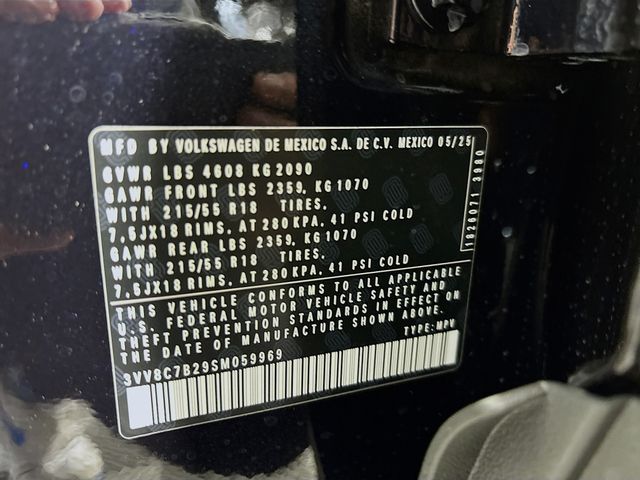 MFD BY VOLKSWAGEN DE MEXICO S.A. DE C.V. MEXICO 05/25
GVWR LBS 4608 KG 2090
GAWR FRONT LBS 2359, KG 1070
WITH 215/55 R18 TIRES.
7,5JX18 RIMS, AT 280 KPA, 41 PSI COLD
GAWR REAR LBS 2359, KG 1070
WITH 215/55 R18 TIRES.
7,5JX18 RIMS, AT 280 KPA, 41 PSI COLD
1826071 3980
THIS VEHICLE CONFORMS TO ALL APPLICABLE
U.S. FEDERAL MOTOR VEHICLE SAFETY AND
THEFT PREVENTION STANDARDS IN EFFECT ON
THE DATE OF MANUFACTURE SHOWN ABOVE.
TYPE: MPV
3VV8C7B29SM059969